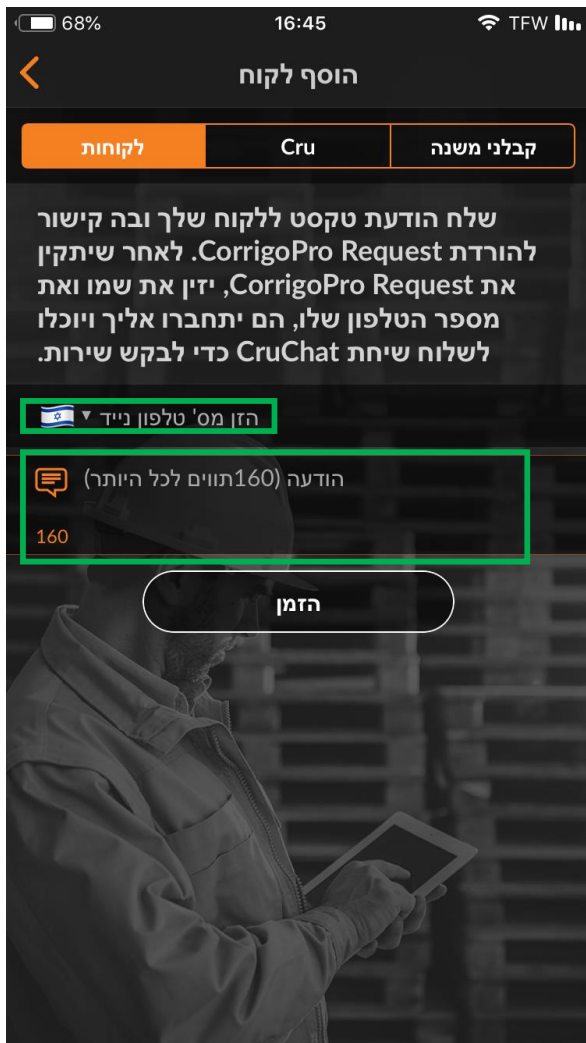 68% 16:45 TFW
הוסף לקוח
לקוחות Cru קבלני משנה
שלח הודעת טקסט ללקוח שלך ובה קישור
להורדת CorrigoPro Request. לאחר שיתקין
את CorrigoPro Request, יזין את שמו ואת
מספר הטלפון שלו, הם יתחברו אליך ויוכלו
לשלוח שיחת CruChat כדי לבקש שירות.
הזן מס' טלפון נייד
הודעה (160תווים לכל היותר)
160
הזמן